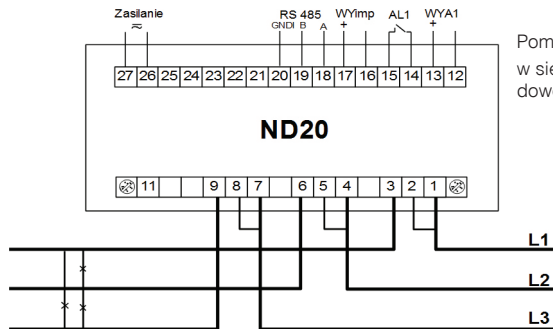 Zasilanie
RS 485 WYimp AL1 WYA1
GNDI B A + +
27 26 25 24 23 22 21 20 19 18 17 16 15 14 13 12
ND20
11 9 8 7 6 5 4 3 2 1
L1
L2
L3
Pom
w sie
dowo